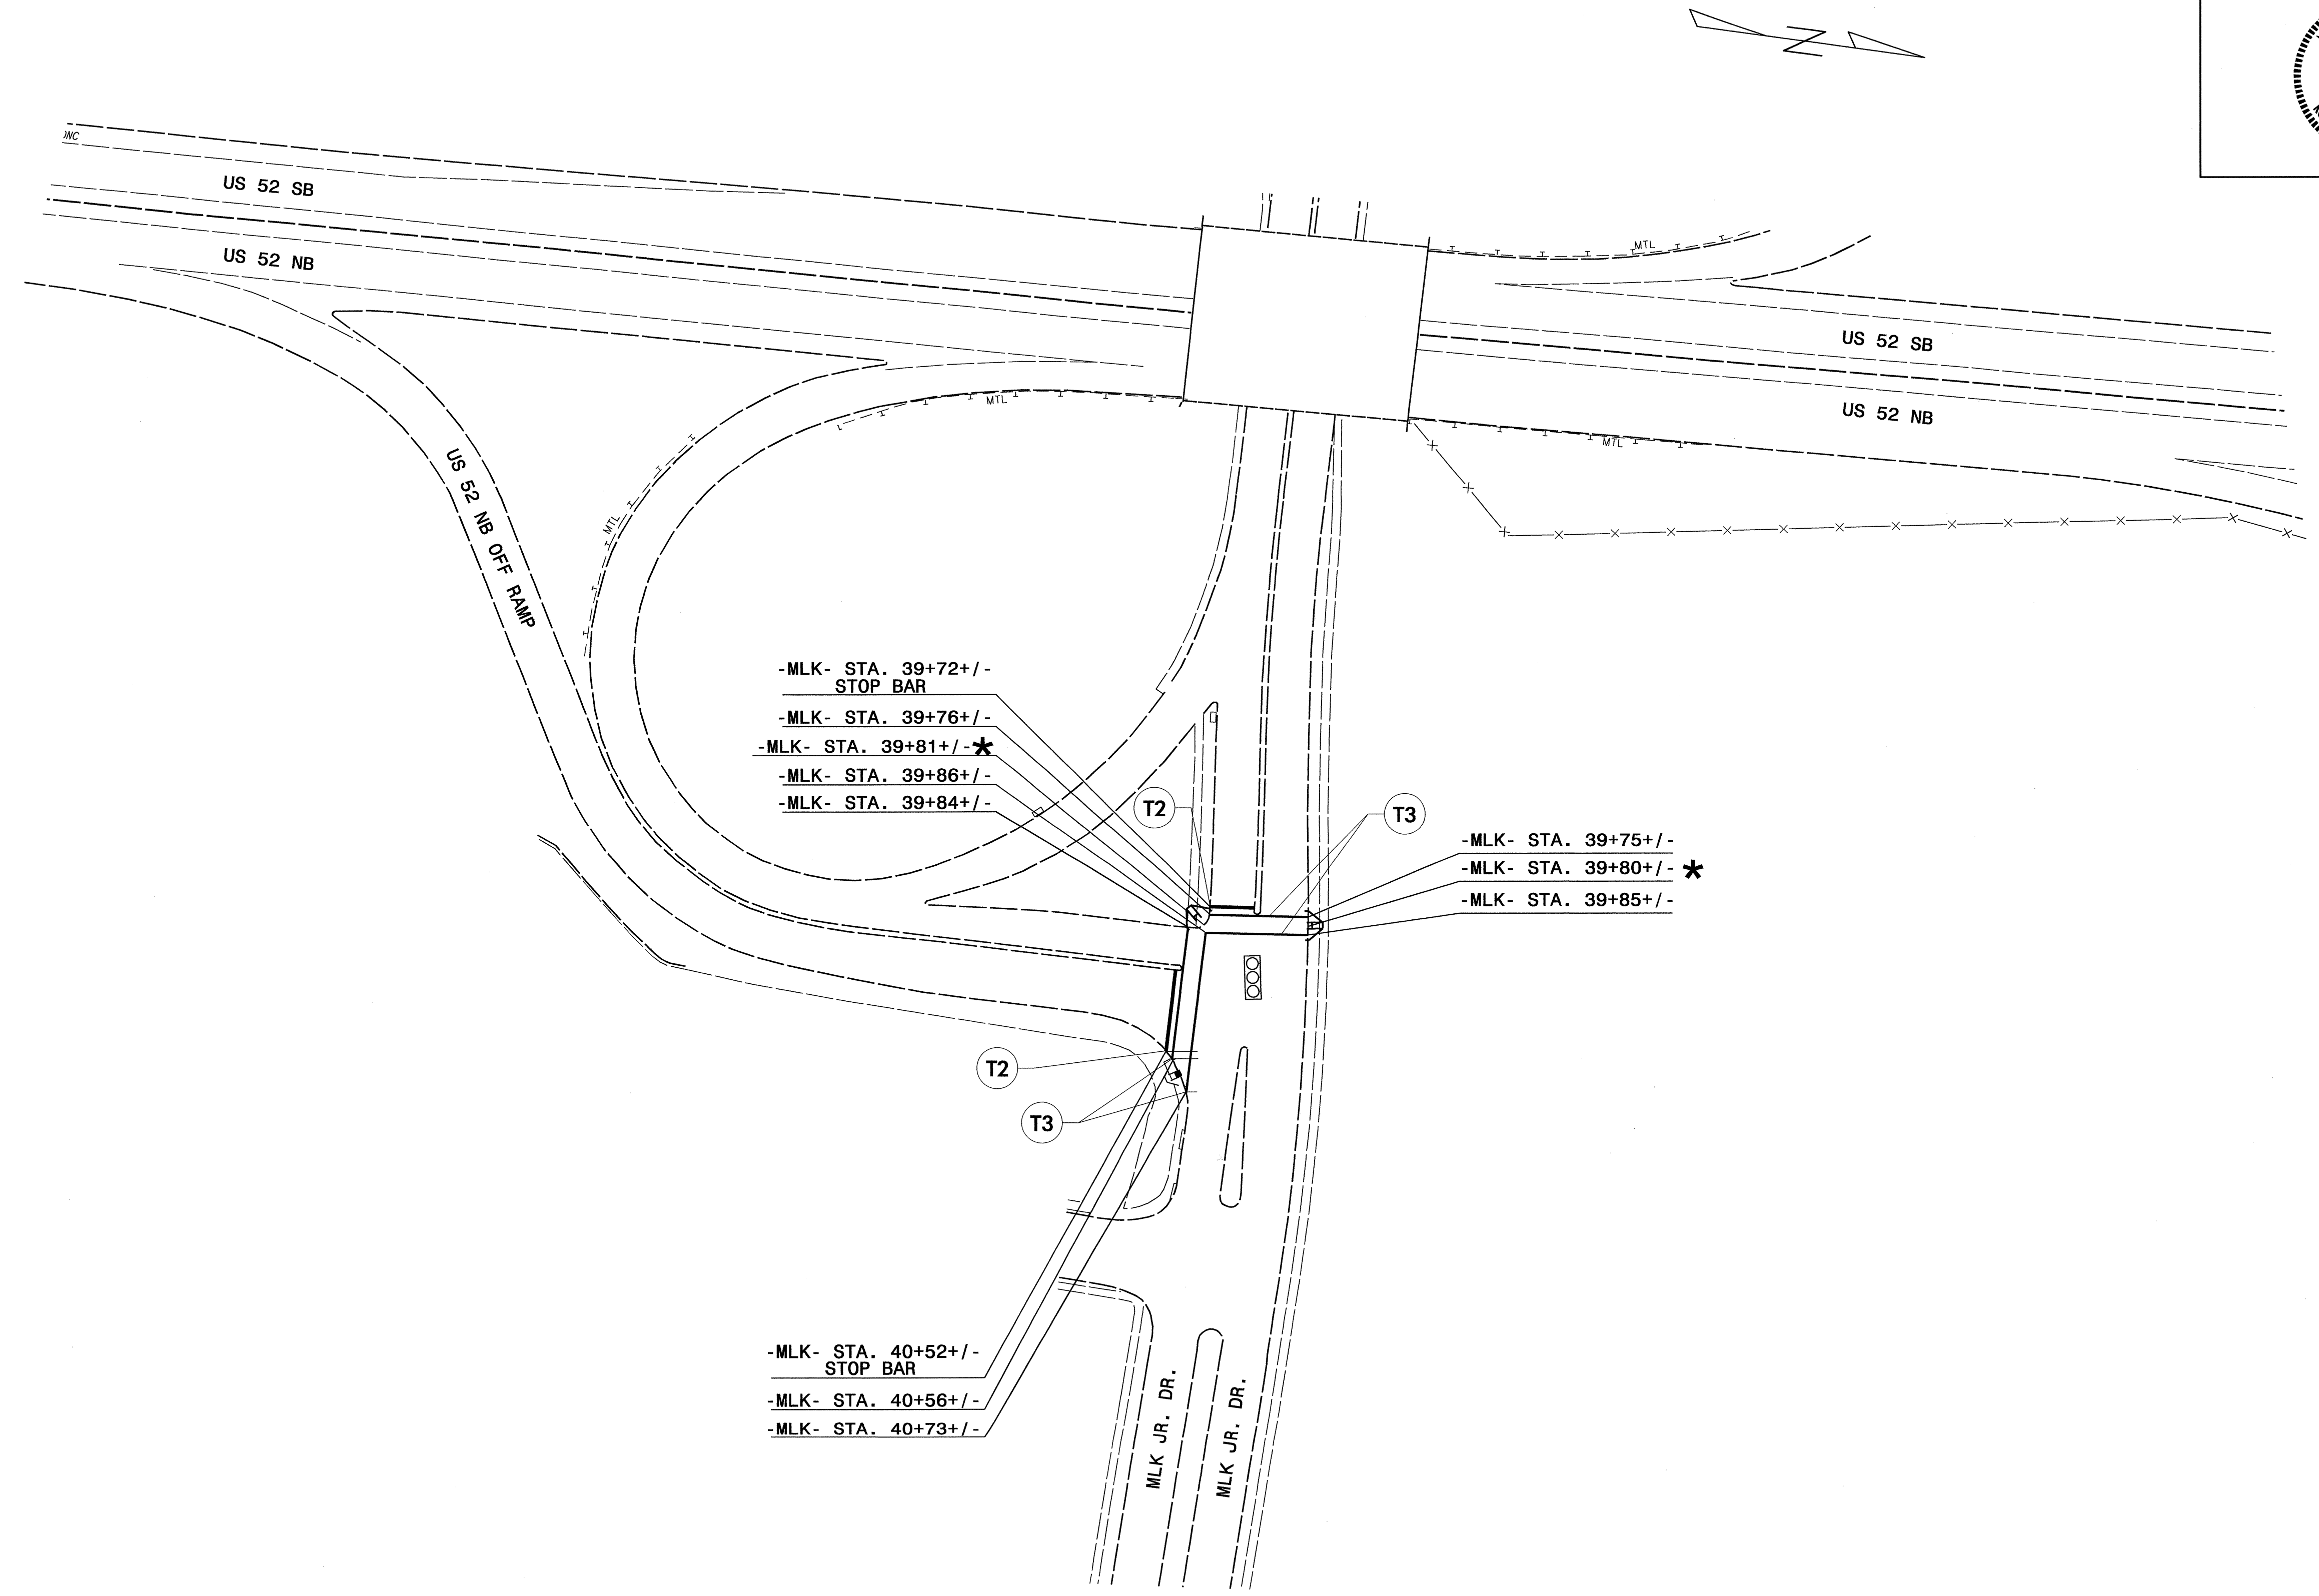 N
US 52 SB
US 52 NB
MTL
US 52 SB
US 52 NB
MTL
MTL
MTL
US 52 NB OFF RAMP
-MLK- STA. 39+72+/-
STOP BAR
-MLK- STA. 39+76+/-
-MLK- STA. 39+81+/-*
-MLK- STA. 39+86+/-
-MLK- STA. 39+84+/-
T2
T3
-MLK- STA. 39+75+/-
-MLK- STA. 39+80+/- *
-MLK- STA. 39+85+/-
T2
T3
-MLK- STA. 40+52+/-
STOP BAR
-MLK- STA. 40+56+/-
-MLK- STA. 40+73+/-
MLK JR. DR.
MLK JR. DR.